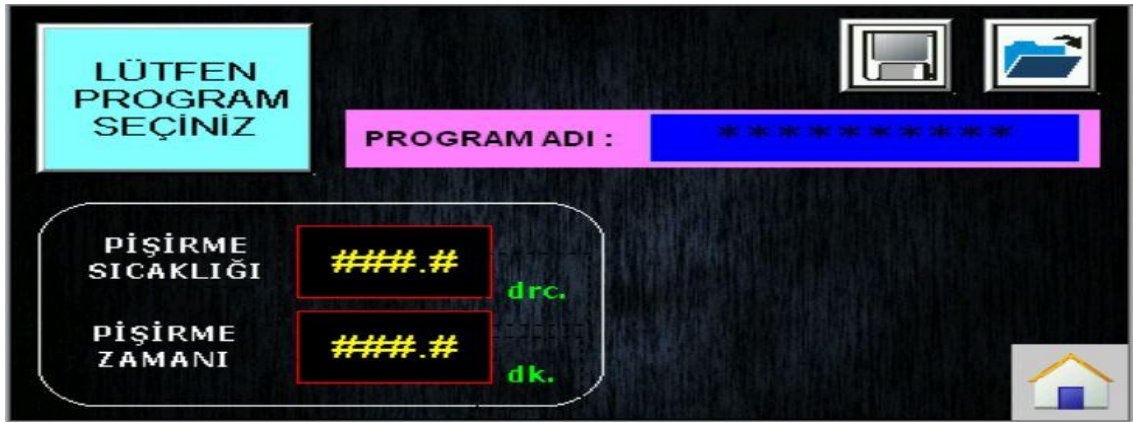 LÜTFEN
PROGRAM
SEÇİNİZ
PROGRAM ADI : **********
PİŞİRME
SICAKLIĞI
###.#
drc.
PİŞİRME
ZAMANI
###.#
dk.